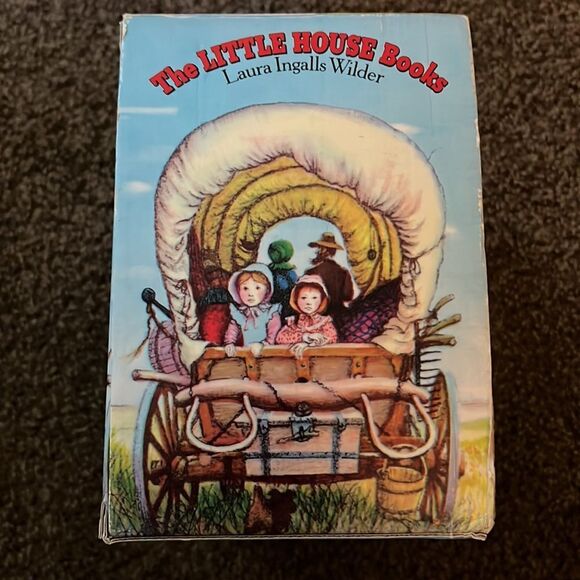 The LITTLE HOUSE Books
Laura Ingalls Wilder